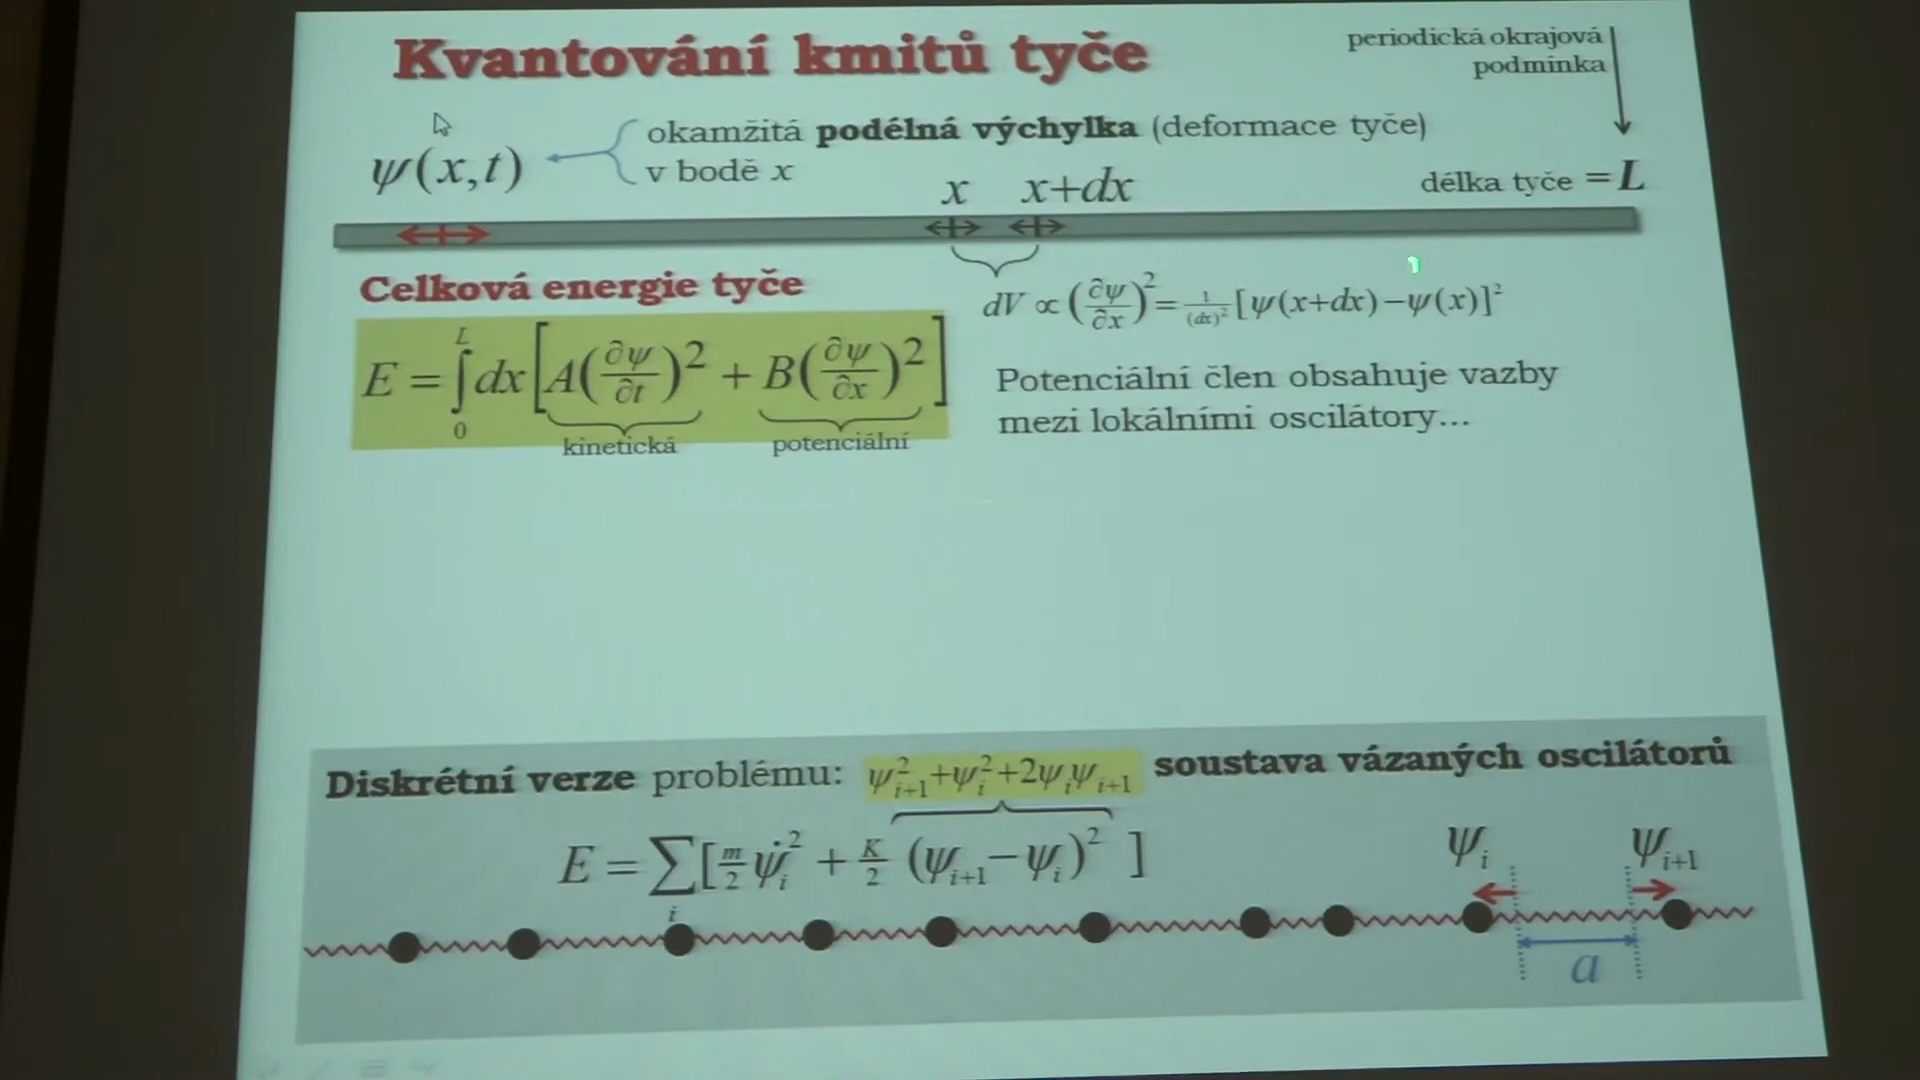 Kvantování kmitů tyče
periodická okrajová
podmínka
okamžitá podélná výchylka (deformace tyče)
v bodě x
ψ(x,t)
x x+dx
délka tyče = L
Celková energie tyče
dV ∝ (∂ψ/∂x)² = 1/(dx)² [ψ(x+dx)−ψ(x)]²
E = ∫₀ᴸ dx [A(∂ψ/∂t)² + B(∂ψ/∂x)²]
kinetická potenciální
Potenciální člen obsahuje vazby
mezi lokálními oscilátory...
Diskrétní verze problému: ψ²ᵢ₊₁+ψᵢ²+2ψᵢψᵢ₊₁ soustava vázaných oscilátorů
E = ∑ᵢ [m/2 ψ̇ᵢ² + K/2 (ψᵢ₊₁−ψᵢ)² ]
ψᵢ ψᵢ₊₁
a